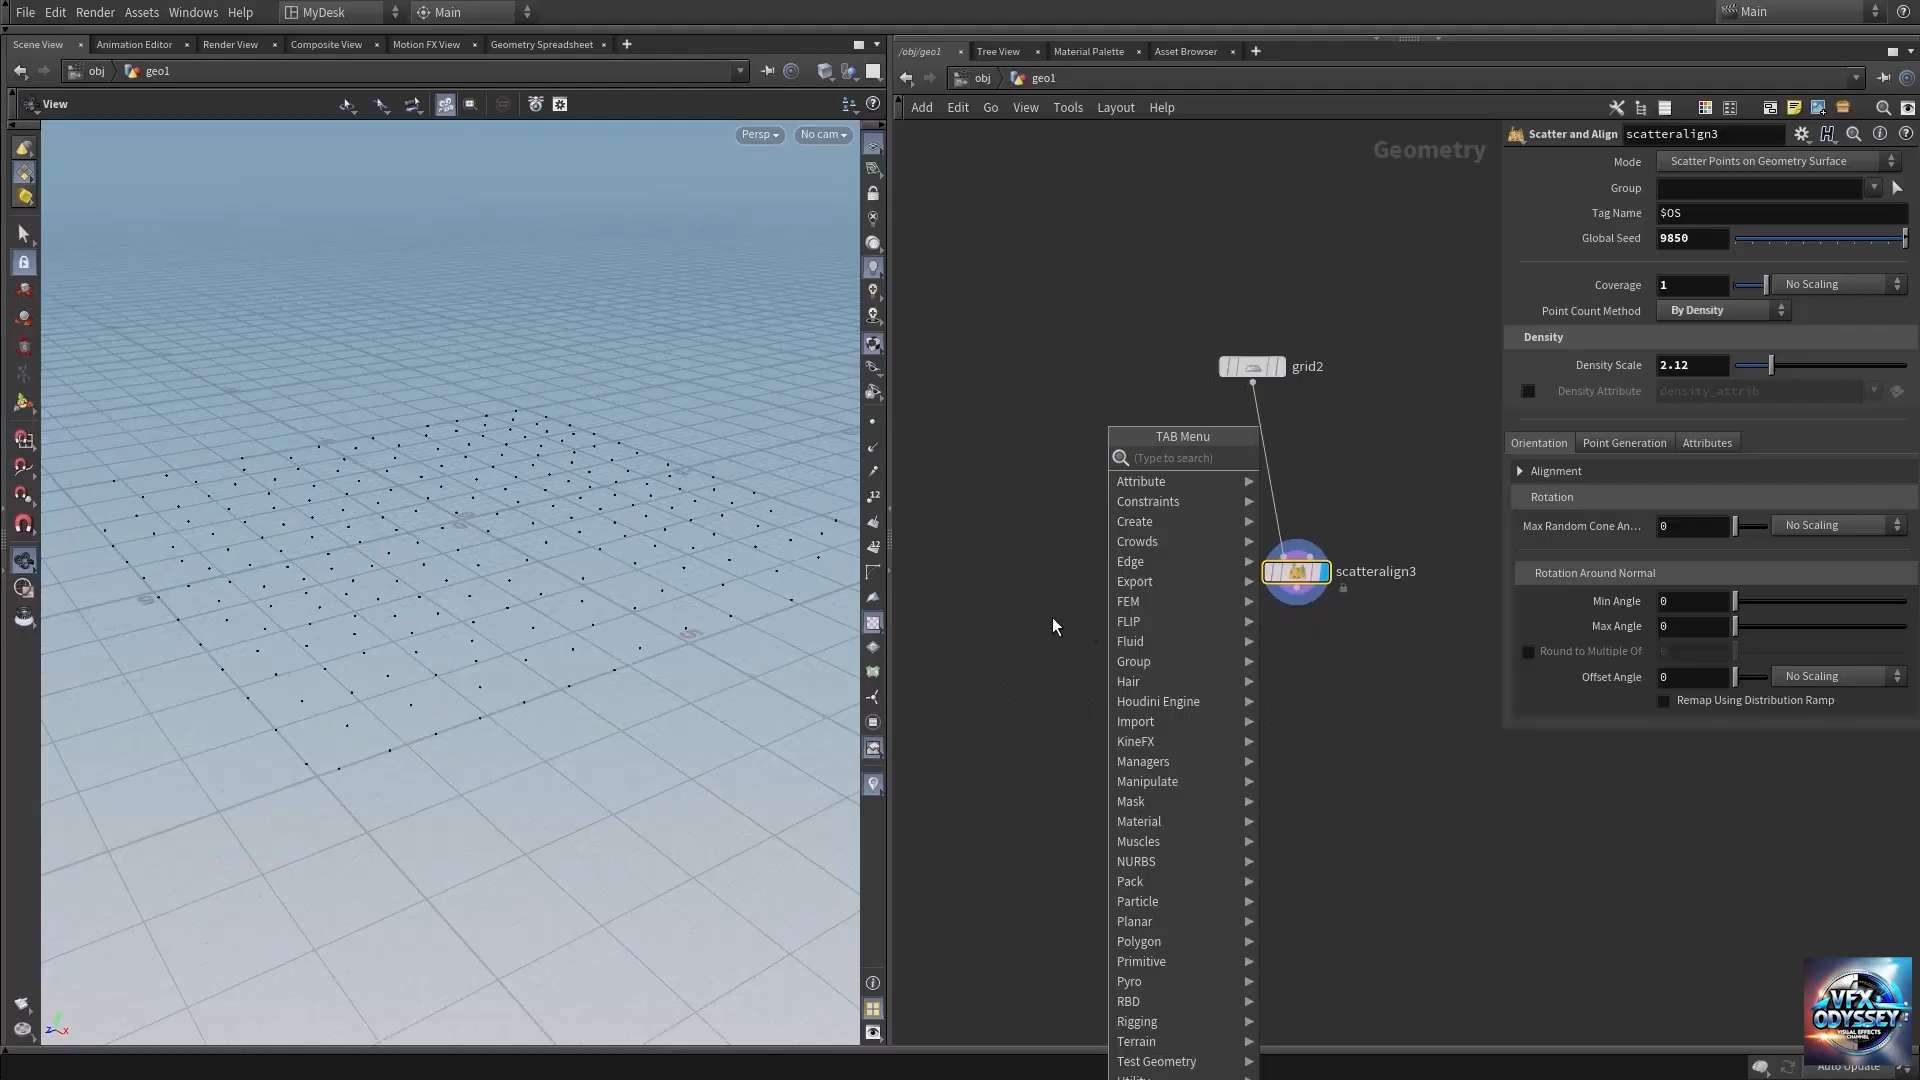 File Edit Render Assets Windows Help
MyDesk
Main
Main
Scene View
Animation Editor
Render View
Composite View
Motion FX View
Geometry Spreadsheet
obj
geo1
View
Persp
No cam
/obj/geo1
Tree View
Material Palette
Asset Browser
obj
geo1
Add Edit Go View Tools Layout Help
Geometry
grid2
scatteralign3
TAB Menu
(Type to search)
Attribute
Constraints
Create
Crowds
Edge
Export
FEM
FLIP
Fluid
Group
Hair
Houdini Engine
Import
KineFX
Managers
Manipulate
Mask
Material
Muscles
NURBS
Pack
Particle
Planar
Polygon
Primitive
Pyro
RBD
Rigging
Terrain
Test Geometry
Utility
Scatter and Align scatteralign3
Mode Scatter Points on Geometry Surface
Group
Tag Name $OS
Global Seed 9850
Coverage 1 No Scaling
Point Count Method By Density
Density
Density Scale 2.12
Density Attribute density_attrib
Orientation Point Generation Attributes
Alignment
Rotation
Max Random Cone An... 0 No Scaling
Rotation Around Normal
Min Angle 0
Max Angle 0
Round to Multiple Of 0
Offset Angle 0 No Scaling
Remap Using Distribution Ramp
12
12
VFX
ODYSSEY
VISUAL EFFECTS
Auto Update